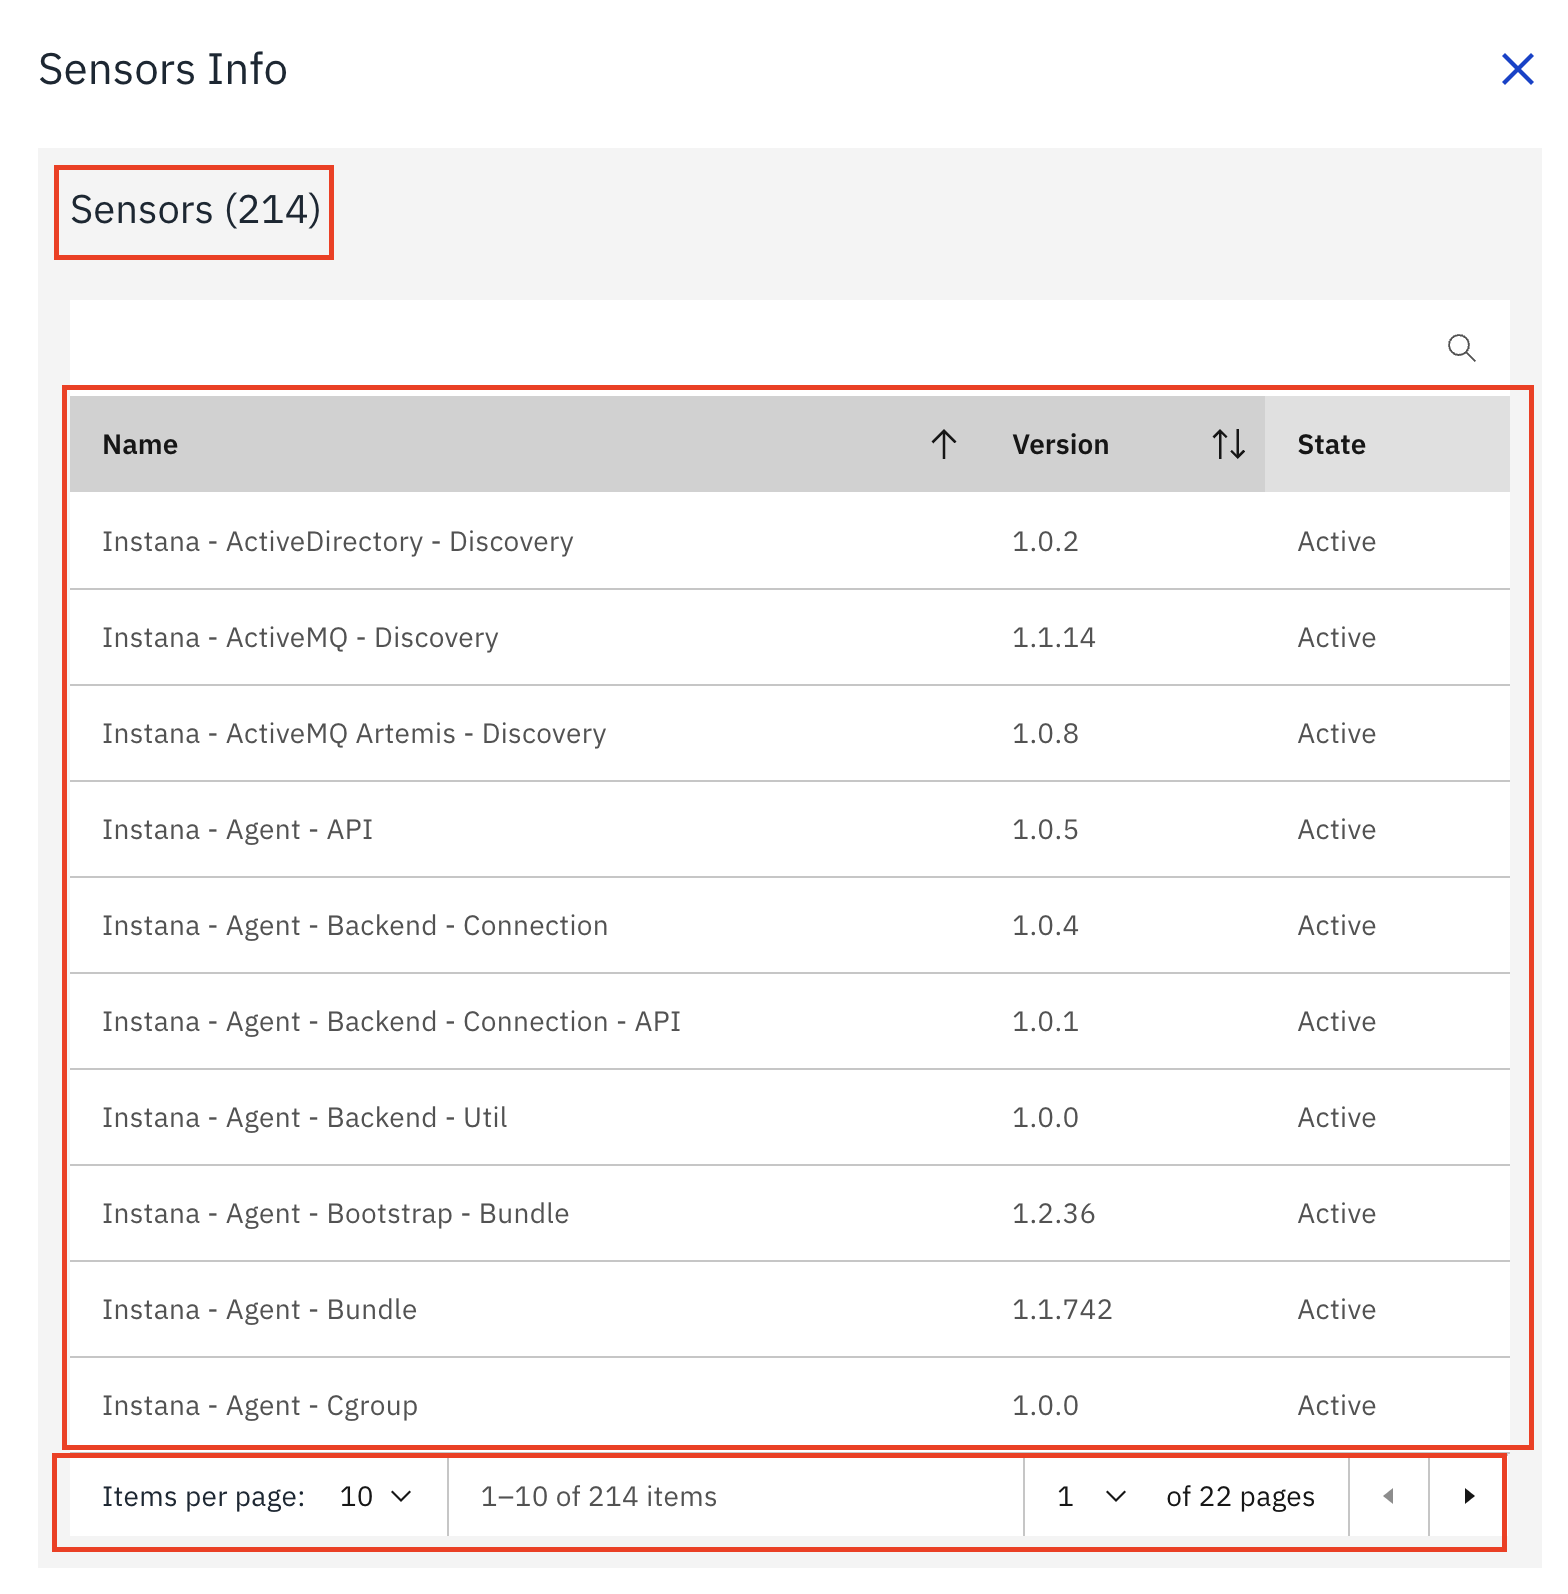 Sensors Info
Sensors (214)
Name Version State
Instana - ActiveDirectory - Discovery 1.0.2 Active
Instana - ActiveMQ - Discovery 1.1.14 Active
Instana - ActiveMQ Artemis - Discovery 1.0.8 Active
Instana - Agent - API 1.0.5 Active
Instana - Agent - Backend - Connection 1.0.4 Active
Instana - Agent - Backend - Connection - API 1.0.1 Active
Instana - Agent - Backend - Util 1.0.0 Active
Instana - Agent - Bootstrap - Bundle 1.2.36 Active
Instana - Agent - Bundle 1.1.742 Active
Instana - Agent - Cgroup 1.0.0 Active
Items per page: 10 1–10 of 214 items 1 of 22 pages